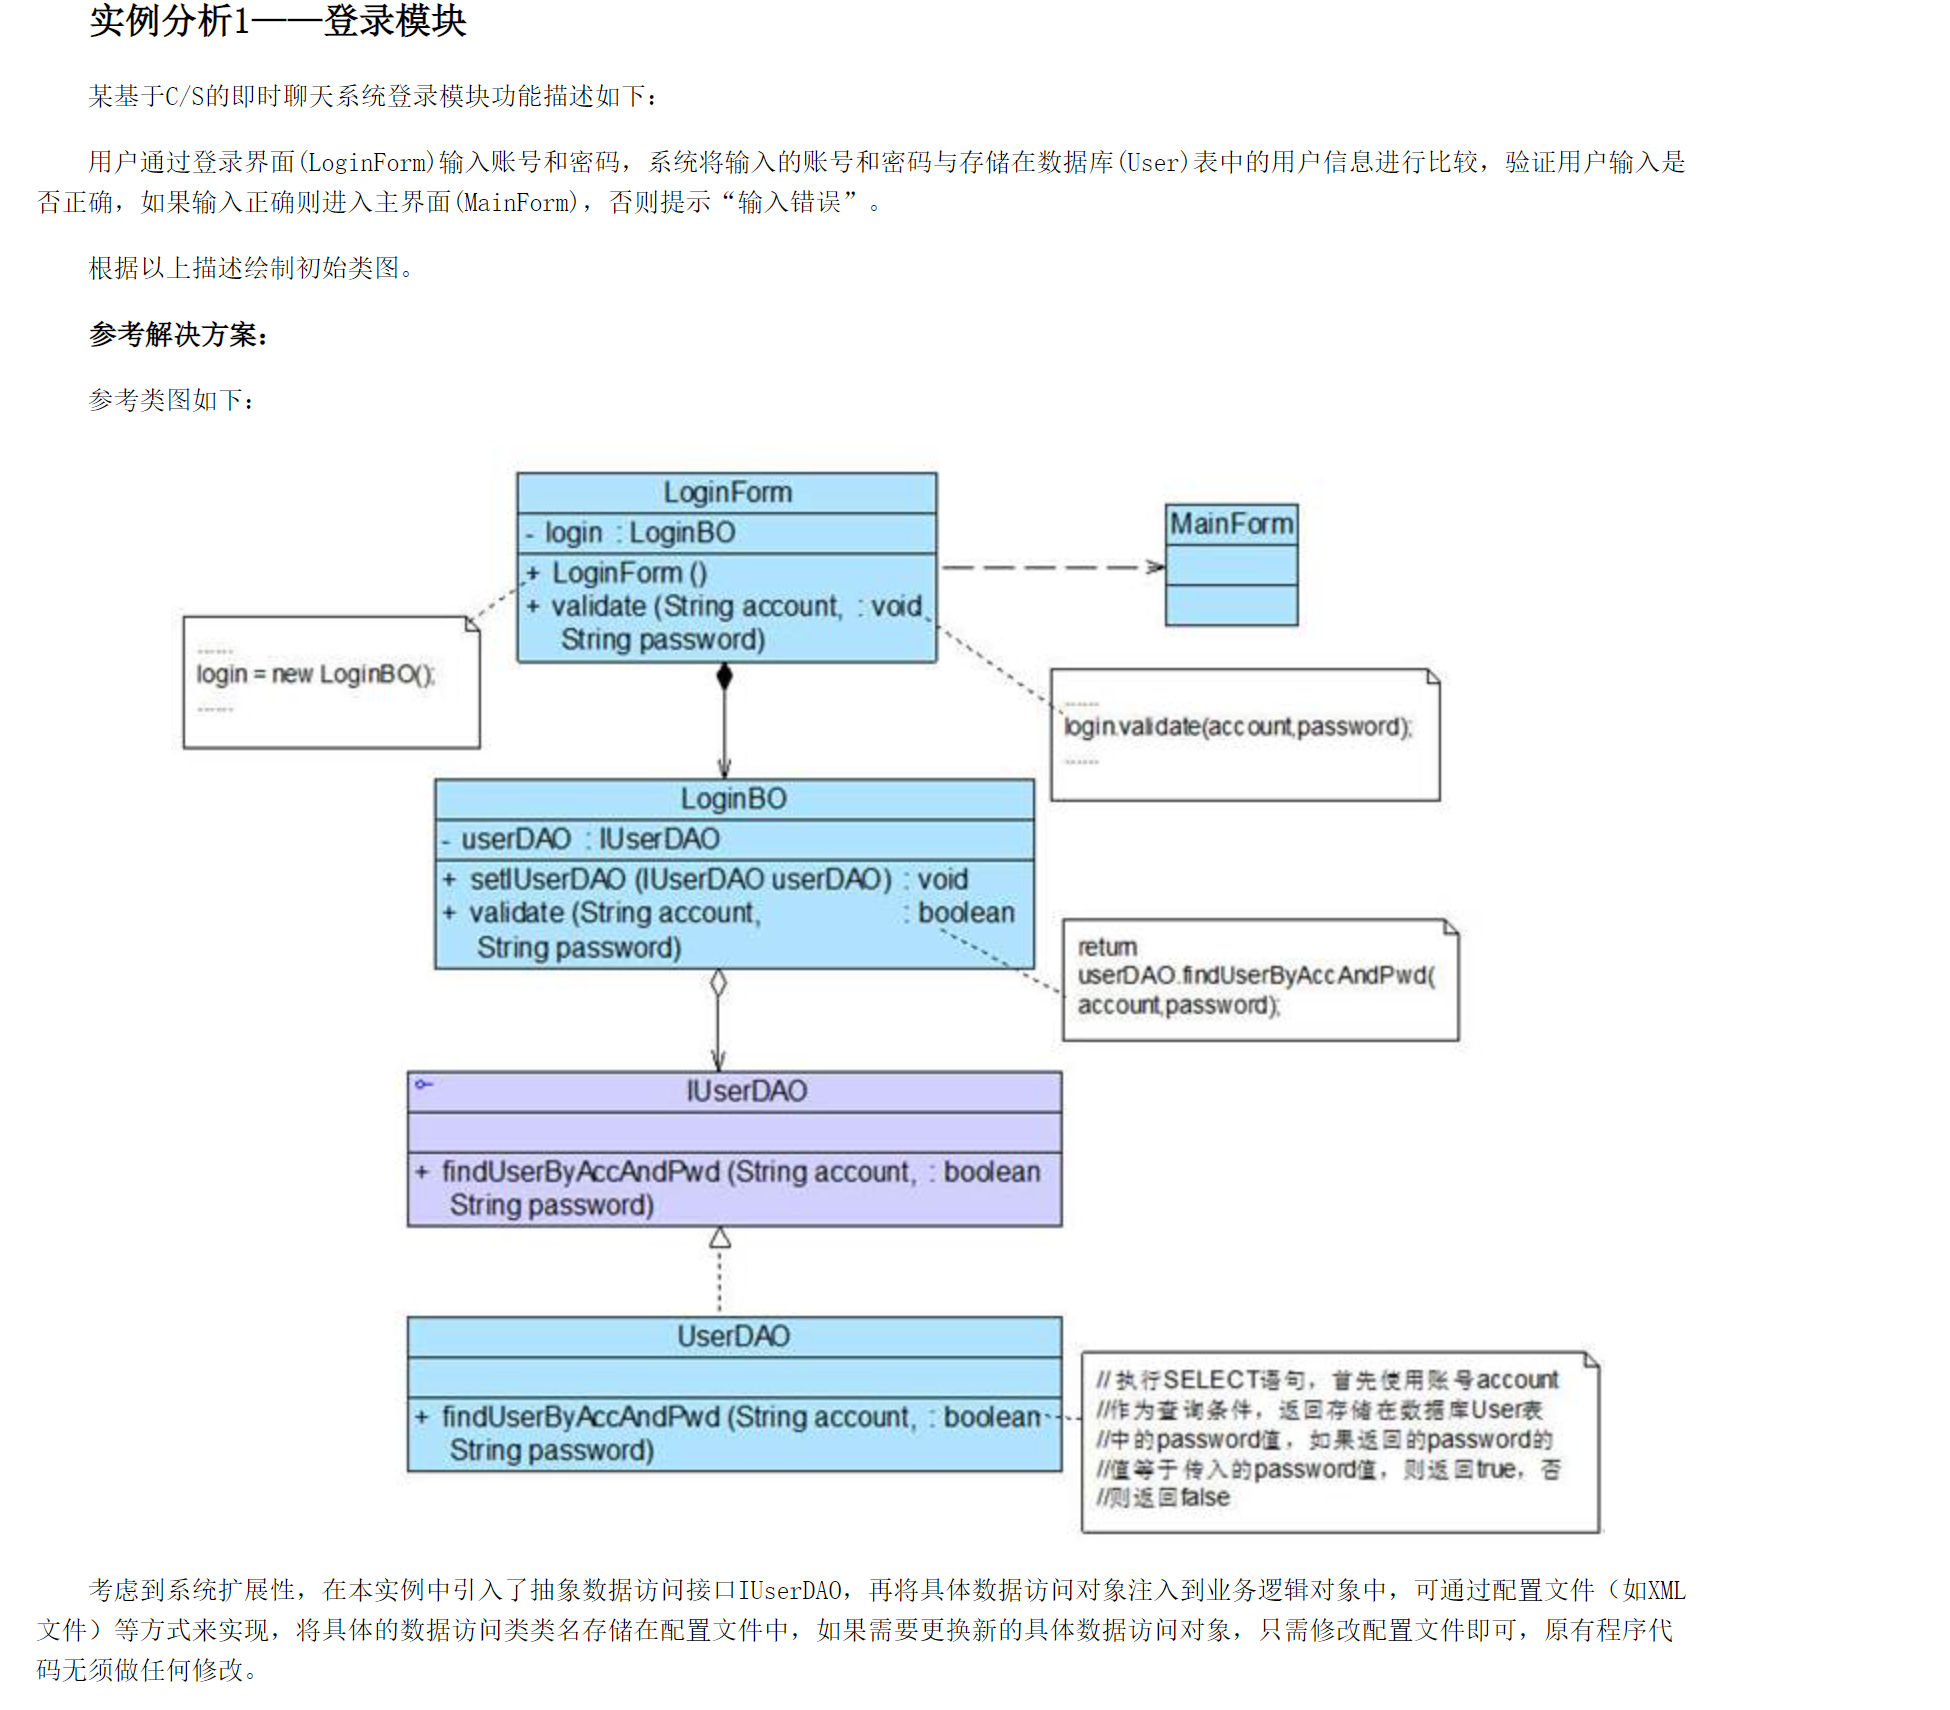 实例分析1——登录模块
某基于C/S的即时聊天系统登录模块功能描述如下：
用户通过登录界面(LoginForm)输入账号和密码，系统将输入的账号和密码与存储在数据库(User)表中的用户信息进行比较，验证用户输入是
否正确，如果输入正确则进入主界面(MainForm)，否则提示“输入错误”。
根据以上描述绘制初始类图。
参考解决方案：
参考类图如下：
LoginForm
- login : LoginBO
+ LoginForm ()
+ validate (String account, : void
String password)
MainForm
......
login = new LoginBO();
......
......
login.validate(account,password);
......
LoginBO
- userDAO : IUserDAO
+ setIUserDAO (IUserDAO userDAO) : void
+ validate (String account, : boolean
String password)
return
userDAO.findUserByAccAndPwd(
account,password);
IUserDAO
+ findUserByAccAndPwd (String account, : boolean
String password)
UserDAO
+ findUserByAccAndPwd (String account, : boolean
String password)
//执行SELECT语句，首先使用账号account
//作为查询条件，返回存储在数据库User表
//中的password值，如果返回的password的
//值等于传入的password值，则返回true，否
//则返回false
考虑到系统扩展性，在本实例中引入了抽象数据访问接口IUserDAO，再将具体数据访问对象注入到业务逻辑对象中，可通过配置文件（如XML
文件）等方式来实现，将具体的数据访问类类名存储在配置文件中，如果需要更换新的具体数据访问对象，只需修改配置文件即可，原有程序代
码无须做任何修改。